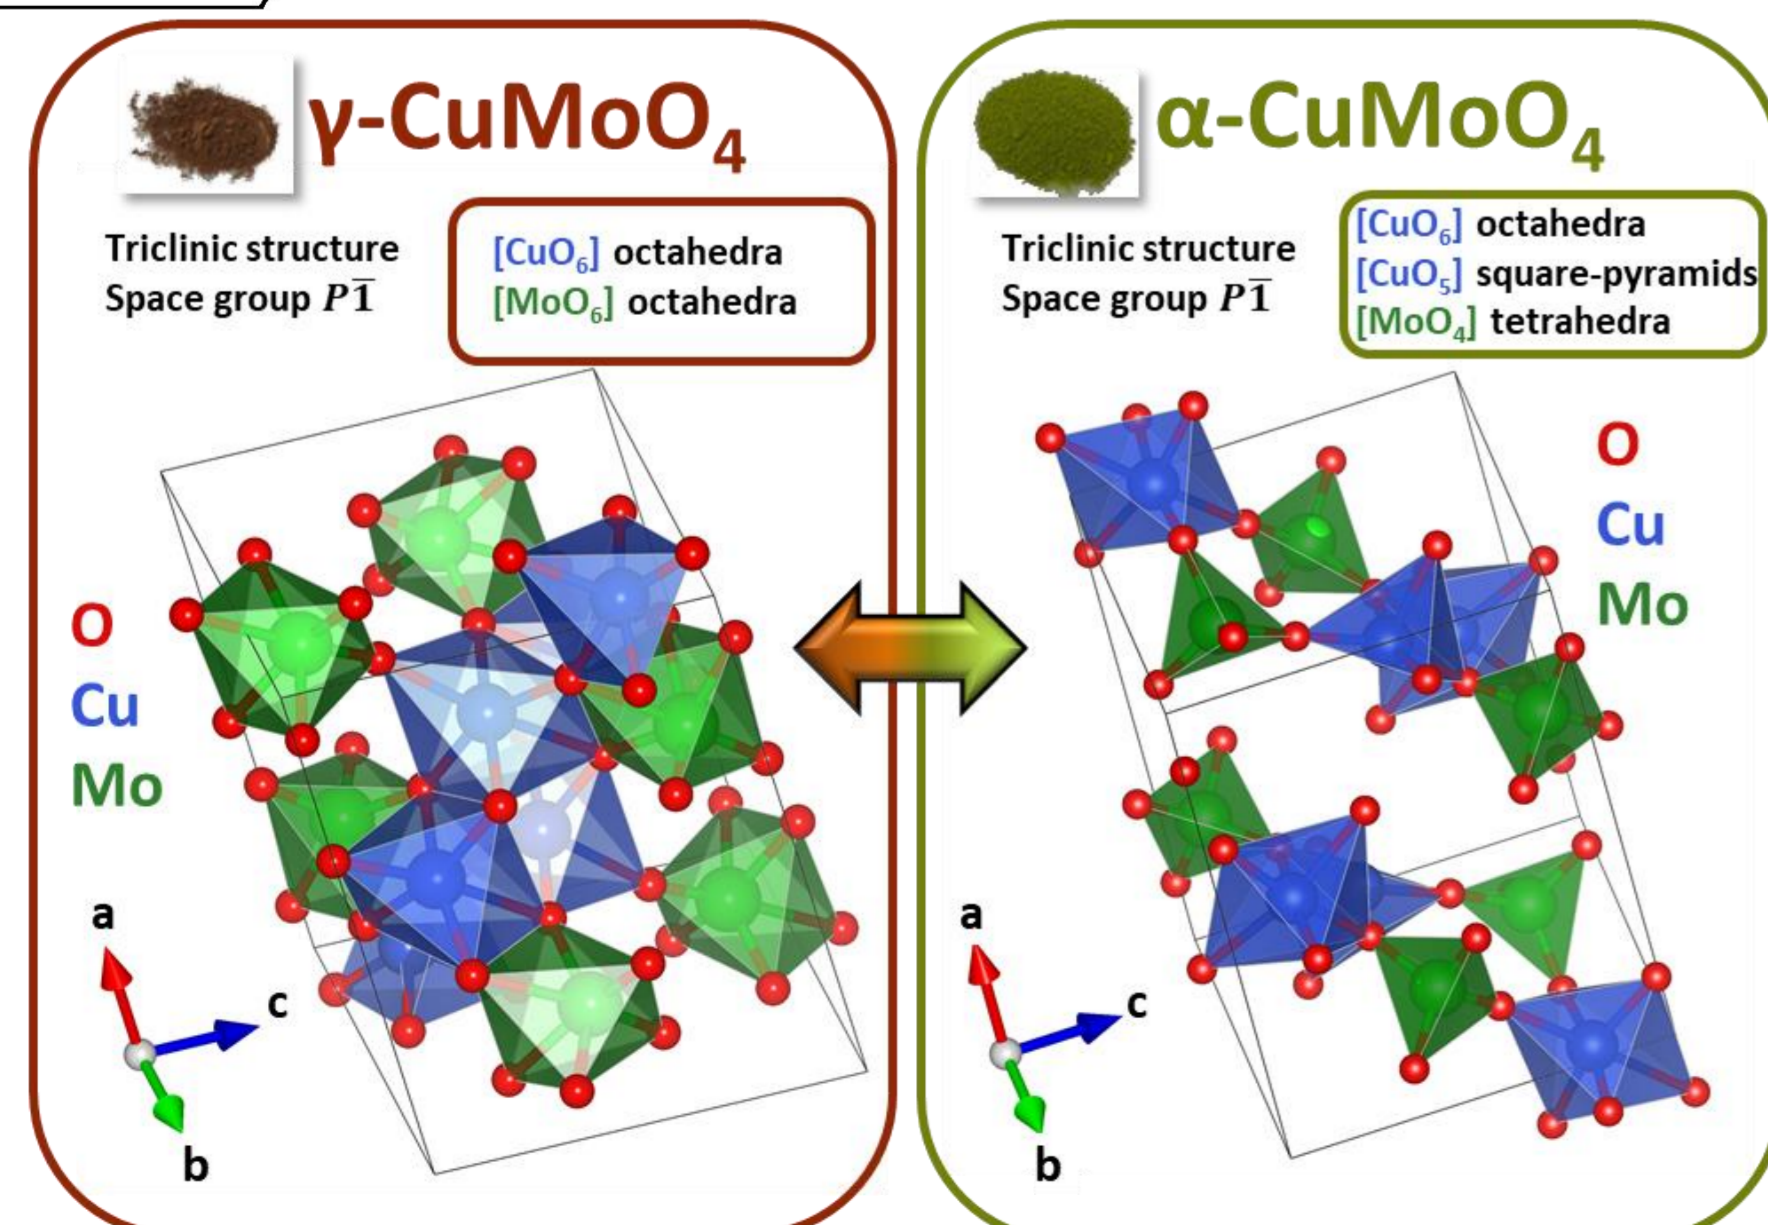 γ-CuMoO₄
Triclinic structure
Space group P1̅
[CuO₆] octahedra
[MoO₆] octahedra
O
Cu
Mo
a
c
b
α-CuMoO₄
Triclinic structure
Space group P1̅
[CuO₆] octahedra
[CuO₅] square-pyramids
[MoO₄] tetrahedra
O
Cu
Mo
a
c
b